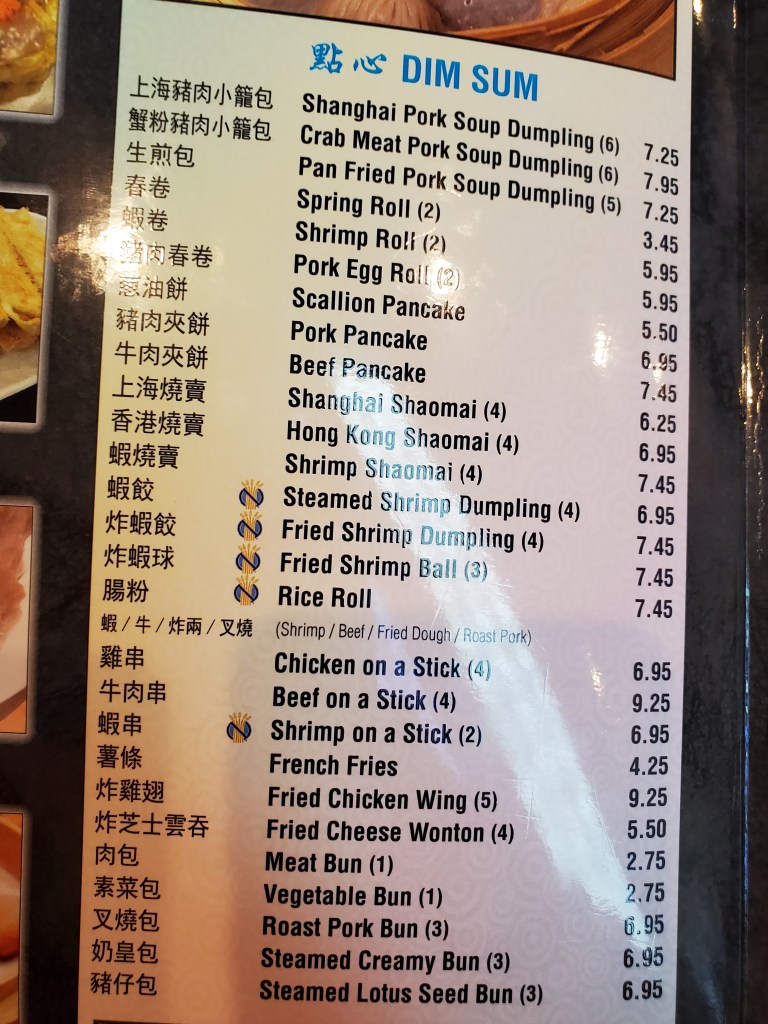 點心 DIM SUM
上海豬肉小籠包 Shanghai Pork Soup Dumpling (6) 7.25
蟹粉豬肉小籠包 Crab Meat Pork Soup Dumpling (6) 7.95
生煎包 Pan Fried Pork Soup Dumpling (5) 7.25
春卷 Spring Roll (2) 3.45
蝦卷 Shrimp Roll (2) 5.95
豬肉春卷 Pork Egg Roll (2) 5.95
蔥油餅 Scallion Pancake 5.50
豬肉夾餅 Pork Pancake 6.95
牛肉夾餅 Beef Pancake 7.45
上海燒賣 Shanghai Shaomai (4) 6.25
香港燒賣 Hong Kong Shaomai (4) 6.95
蝦燒賣 Shrimp Shaomai (4) 7.45
蝦餃 Steamed Shrimp Dumpling (4) 6.95
炸蝦餃 Fried Shrimp Dumpling (4) 7.45
炸蝦球 Fried Shrimp Ball (3) 7.45
腸粉 Rice Roll 7.45
蝦 / 牛 / 炸兩 / 叉燒 (Shrimp / Beef / Fried Dough / Roast Pork)
雞串 Chicken on a Stick (4) 6.95
牛肉串 Beef on a Stick (4) 9.25
蝦串 Shrimp on a Stick (2) 6.95
薯條 French Fries 4.25
炸雞翅 Fried Chicken Wing (5) 9.25
炸芝士雲吞 Fried Cheese Wonton (4) 5.50
肉包 Meat Bun (1) 2.75
素菜包 Vegetable Bun (1) 2.75
叉燒包 Roast Pork Bun (3) 6.95
奶皇包 Steamed Creamy Bun (3) 6.95
豬仔包 Steamed Lotus Seed Bun (3) 6.95